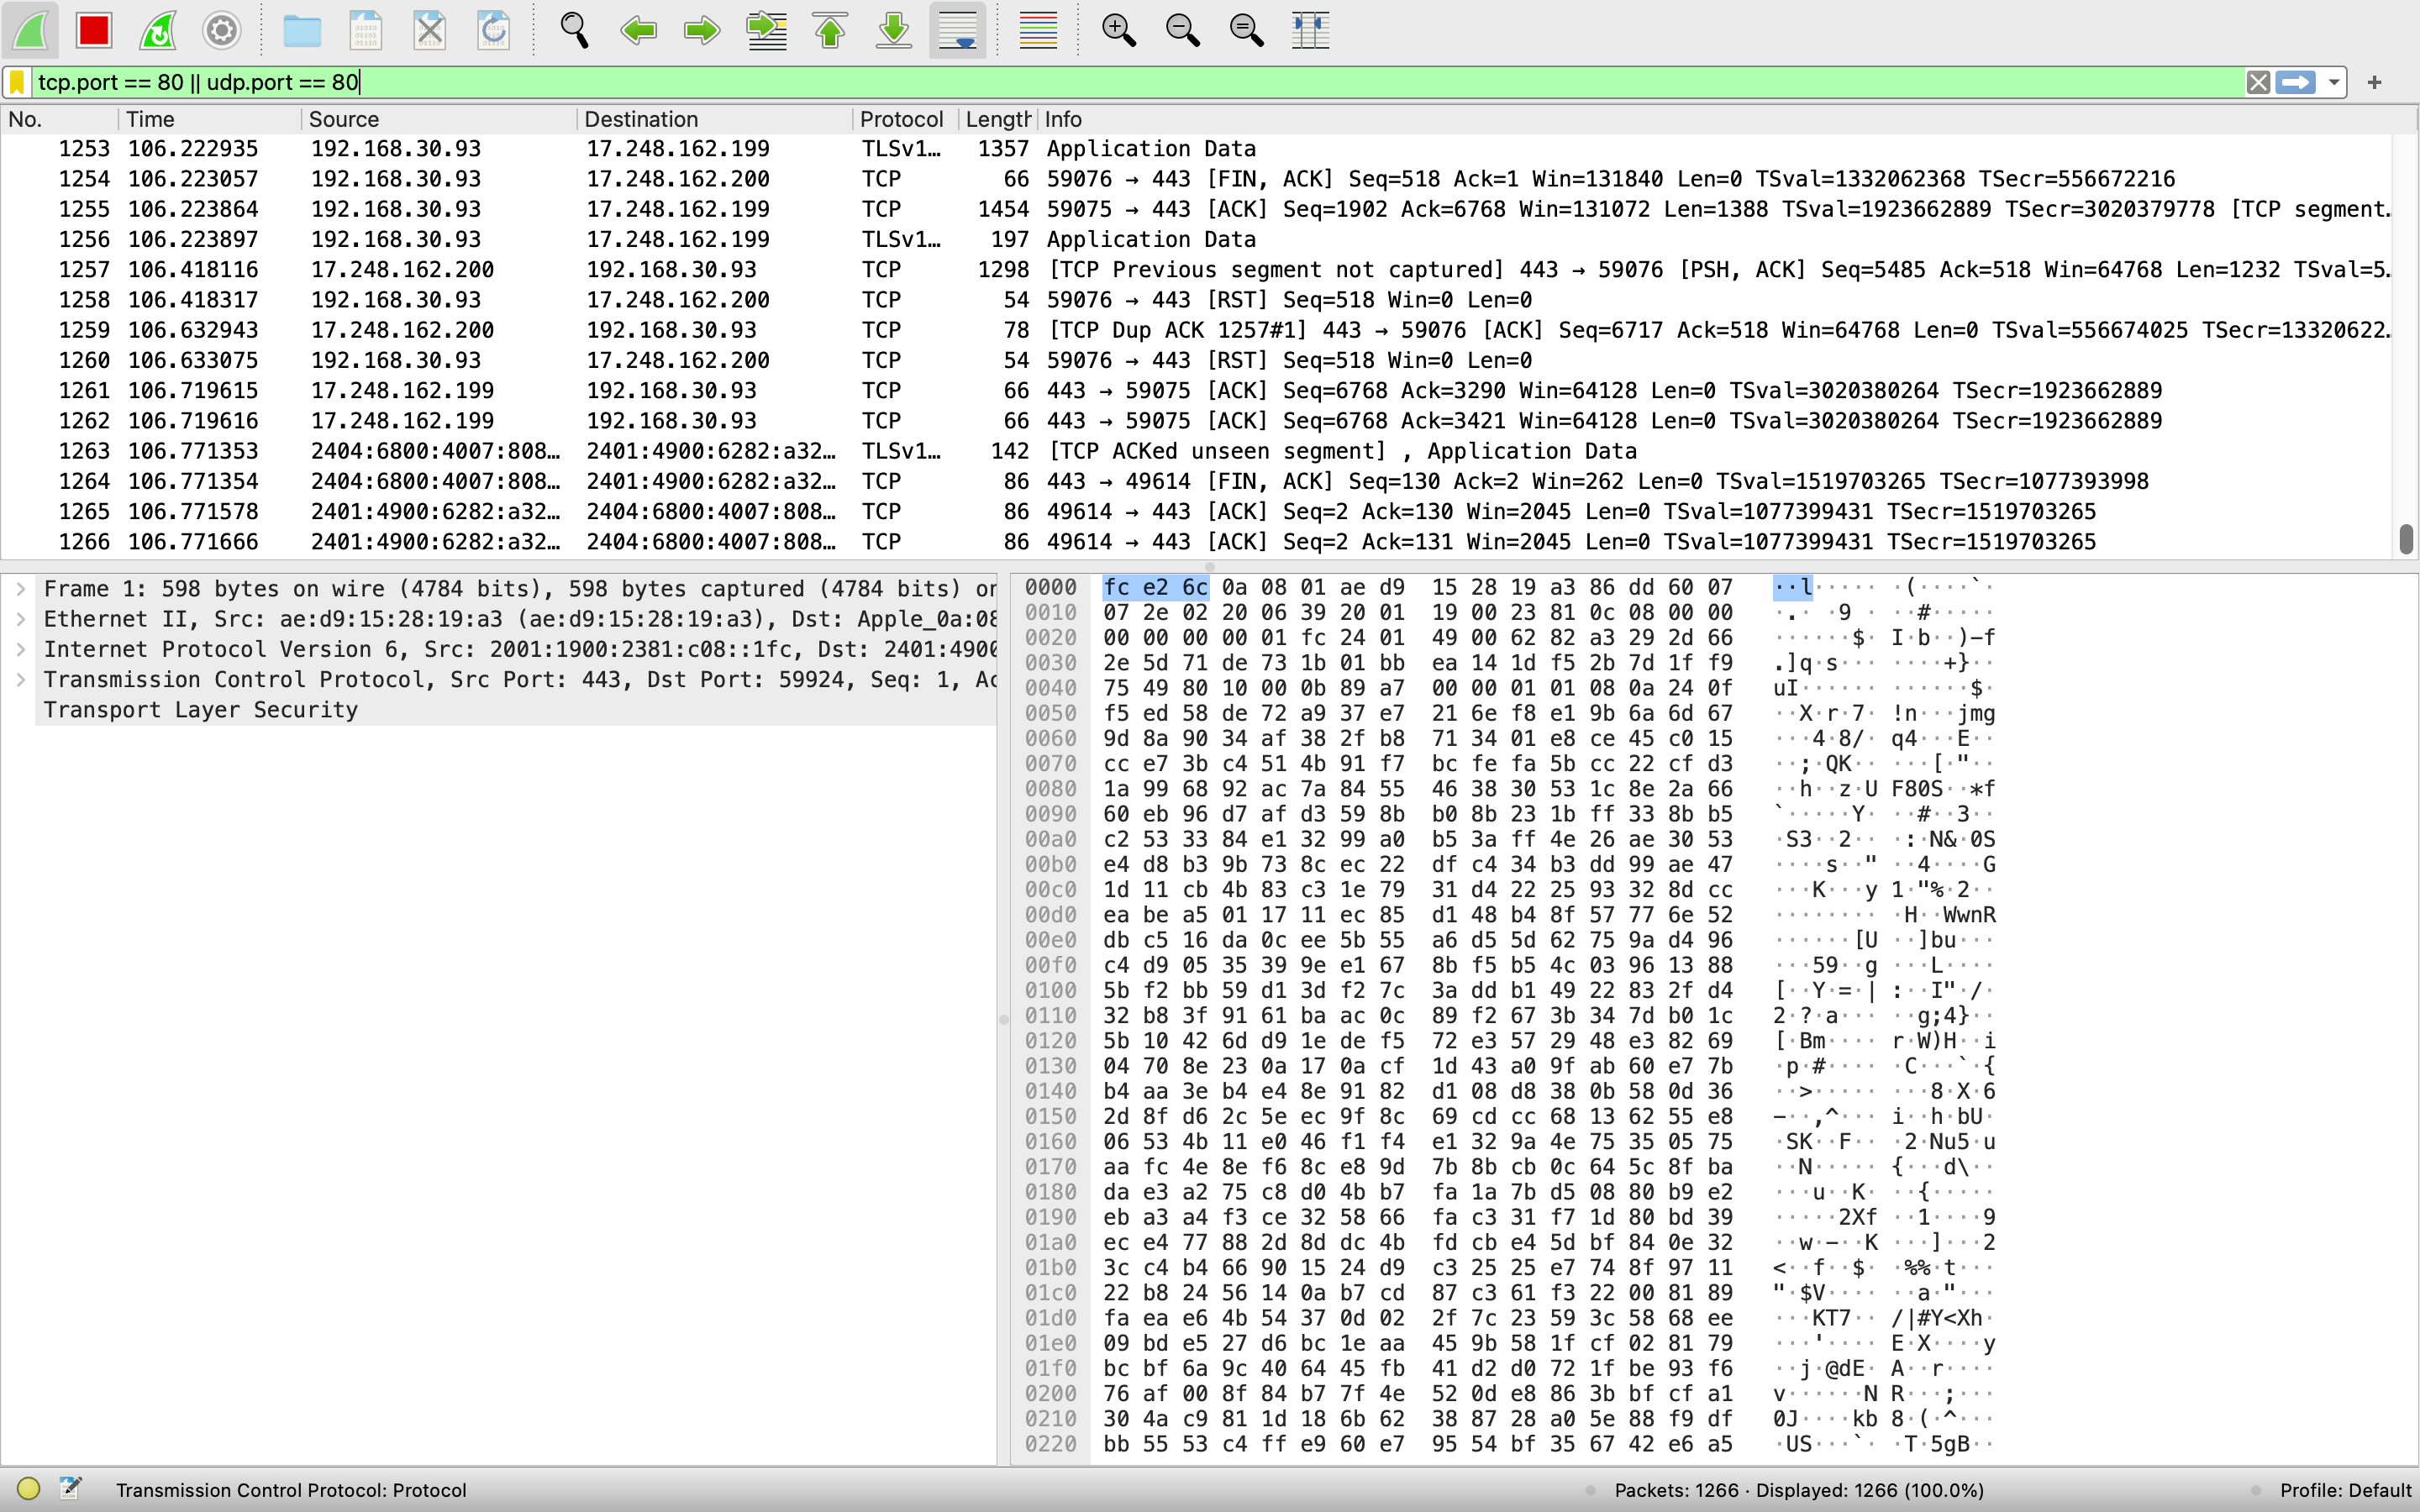 tcp.port == 80 || udp.port == 80
No. Time Source Destination Protocol Length Info
1253 106.222935 192.168.30.93 17.248.162.199 TLSv1… 1357 Application Data
1254 106.223057 192.168.30.93 17.248.162.200 TCP 66 59076 → 443 [FIN, ACK] Seq=518 Ack=1 Win=131840 Len=0 TSval=1332062368 TSecr=556672216
1255 106.223864 192.168.30.93 17.248.162.199 TCP 1454 59075 → 443 [ACK] Seq=1902 Ack=6768 Win=131072 Len=1388 TSval=1923662889 TSecr=3020379778 [TCP segment…
1256 106.223897 192.168.30.93 17.248.162.199 TLSv1… 197 Application Data
1257 106.418116 17.248.162.200 192.168.30.93 TCP 1298 [TCP Previous segment not captured] 443 → 59076 [PSH, ACK] Seq=5485 Ack=518 Win=64768 Len=1232 TSval=5…
1258 106.418317 192.168.30.93 17.248.162.200 TCP 54 59076 → 443 [RST] Seq=518 Win=0 Len=0
1259 106.632943 17.248.162.200 192.168.30.93 TCP 78 [TCP Dup ACK 1257#1] 443 → 59076 [ACK] Seq=6717 Ack=518 Win=64768 Len=0 TSval=556674025 TSecr=13320622…
1260 106.633075 192.168.30.93 17.248.162.200 TCP 54 59076 → 443 [RST] Seq=518 Win=0 Len=0
1261 106.719615 17.248.162.199 192.168.30.93 TCP 66 443 → 59075 [ACK] Seq=6768 Ack=3290 Win=64128 Len=0 TSval=3020380264 TSecr=1923662889
1262 106.719616 17.248.162.199 192.168.30.93 TCP 66 443 → 59075 [ACK] Seq=6768 Ack=3421 Win=64128 Len=0 TSval=3020380264 TSecr=1923662889
1263 106.771353 2404:6800:4007:808… 2401:4900:6282:a32… TLSv1… 142 [TCP ACKed unseen segment] , Application Data
1264 106.771354 2404:6800:4007:808… 2401:4900:6282:a32… TCP 86 443 → 49614 [FIN, ACK] Seq=130 Ack=2 Win=262 Len=0 TSval=1519703265 TSecr=1077393998
1265 106.771578 2401:4900:6282:a32… 2404:6800:4007:808… TCP 86 49614 → 443 [ACK] Seq=2 Ack=130 Win=2045 Len=0 TSval=1077399431 TSecr=1519703265
1266 106.771666 2401:4900:6282:a32… 2404:6800:4007:808… TCP 86 49614 → 443 [ACK] Seq=2 Ack=131 Win=2045 Len=0 TSval=1077399431 TSecr=1519703265
Frame 1: 598 bytes on wire (4784 bits), 598 bytes captured (4784 bits) on
Ethernet II, Src: ae:d9:15:28:19:a3 (ae:d9:15:28:19:a3), Dst: Apple_0a:08
Internet Protocol Version 6, Src: 2001:1900:2381:c08::1fc, Dst: 2401:4900
Transmission Control Protocol, Src Port: 443, Dst Port: 59924, Seq: 1, Ac
Transport Layer Security
0000 fc e2 6c 0a 08 01 ae d9 15 28 19 a3 86 dd 60 07 ··l····· ·(····`·
0010 07 2e 02 20 06 39 20 01 19 00 23 81 0c 08 00 00 ·. · 9 · ··#·····
0020 00 00 00 00 01 fc 24 01 49 00 62 82 a3 29 2d 66 ······$· I·b··)-f
0030 2e 5d 71 de 73 1b 01 bb ea 14 1d f5 2b 7d 1f f9 .]q·s··· ····+}··
0040 75 49 80 10 00 0b 89 a7 00 00 01 01 08 0a 24 0f uI······ ······$·
0050 f5 ed 58 de 72 a9 37 e7 21 6e f8 e1 9b 6a 6d 67 ··X·r·7· !n···jmg
0060 9d 8a 90 34 af 38 2f b8 71 34 01 e8 ce 45 c0 15 ···4·8/· q4···E··
0070 cc e7 3b c4 51 4b 91 f7 bc fe fa 5b cc 22 cf d3 ··;·QK·· ···[·"··
0080 1a 99 68 92 ac 7a 84 55 46 38 30 53 1c 8e 2a 66 ··h··z·U F80S··*f
0090 60 eb 96 d7 af d3 59 8b b0 8b 23 1b ff 33 8b b5 `·····Y· ··#··3··
00a0 c2 53 33 84 e1 32 99 a0 b5 3a ff 4e 26 ae 30 53 ·S3··2·· ·:·N&·0S
00b0 e4 d8 b3 9b 73 8c ec 22 df c4 34 b3 dd 99 ae 47 ····s··" ··4····G
00c0 1d 11 cb 4b 83 c3 1e 79 31 d4 22 25 93 32 8d cc ···K···y 1·"%·2··
00d0 ea be a5 01 17 11 ec 85 d1 48 b4 8f 57 77 6e 52 ········ ·H··WwnR
00e0 db c5 16 da 0c ee 5b 55 a6 d5 5d 62 75 9a d4 96 ······[U ··]bu···
00f0 c4 d9 05 35 39 9e e1 67 8b f5 b5 4c 03 96 13 88 ···59··g ···L····
0100 5b f2 bb 59 d1 3d f2 7c 3a dd b1 49 22 83 2f d4 [··Y·=·| :··I"·/·
0110 32 b8 3f 91 61 ba ac 0c 89 f2 67 3b 34 7d b0 1c 2·?·a··· ··g;4}··
0120 5b 10 42 6d d9 1e de f5 72 e3 57 29 48 e3 82 69 [·Bm···· r·W)H··i
0130 04 70 8e 23 0a 17 0a cf 1d 43 a0 9f ab 60 e7 7b ·p·#···· ·C···`·{
0140 b4 aa 3e b4 e4 8e 91 82 d1 08 d8 38 0b 58 0d 36 ··>····· ···8·X·6
0150 2d 8f d6 2c 5e ec 9f 8c 69 cd cc 68 13 62 55 e8 -··,^··· i··h·bU·
0160 06 53 4b 11 e0 46 f1 f4 e1 32 9a 4e 75 35 05 75 ·SK··F·· ·2·Nu5·u
0170 aa fc 4e 8e f6 8c e8 9d 7b 8b cb 0c 64 5c 8f ba ··N····· {···d\··
0180 da e3 a2 75 c8 d0 4b b7 fa 1a 7b d5 08 80 b9 e2 ···u··K· ··{·····
0190 eb a3 a4 f3 ce 32 58 66 fa c3 31 f7 1d 80 bd 39 ·····2Xf ··1····9
01a0 ec e4 77 88 2d 8d dc 4b fd cb e4 5d bf 84 0e 32 ··w·-··K ···]···2
01b0 3c c4 b4 66 90 15 24 d9 c3 25 25 e7 74 8f 97 11 <··f··$· ·%%·t···
01c0 22 b8 24 56 14 0a b7 cd 87 c3 61 f3 22 00 81 89 "·$V···· ··a·"···
01d0 fa ea e6 4b 54 37 0d 02 2f 7c 23 59 3c 58 68 ee ···KT7·· /|#Y<Xh·
01e0 09 bd e5 27 d6 bc 1e aa 45 9b 58 1f cf 02 81 79 ···'···· E·X····y
01f0 bc bf 6a 9c 40 64 45 fb 41 d2 d0 72 1f be 93 f6 ··j·@dE· A··r····
0200 76 af 00 8f 84 b7 7f 4e 52 0d e8 86 3b bf cf a1 v······N R···;···
0210 30 4a c9 81 1d 18 6b 62 38 87 28 a0 5e 88 f9 df 0J····kb 8·(·^···
0220 bb 55 53 c4 ff e9 60 e7 95 54 bf 35 67 42 e6 a5 ·US···`· ·T·5gB··
Transmission Control Protocol: Protocol Packets: 1266 · Displayed: 1266 (100.0%) Profile: Default